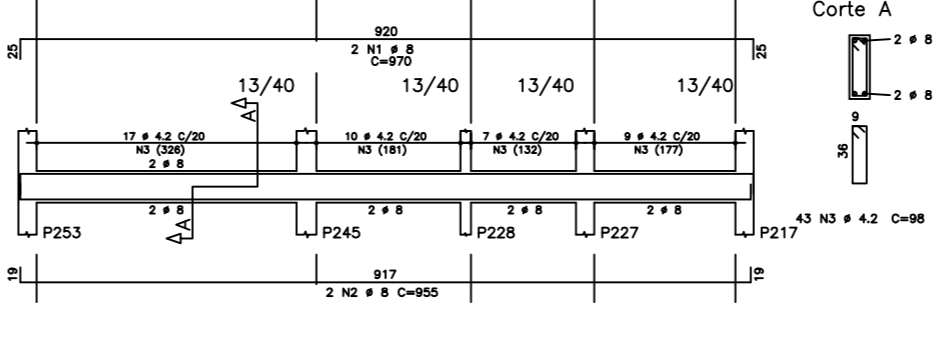 Corte A
920
25
2 N1 ø 8
C=970
25
2 ø 8
2 ø 8
13/40
13/40
13/40
13/40
A
9
36
17 ø 4.2 C/20
N3 (326)
2 ø 8
10 ø 4.2 C/20
N3 (181)
7 ø 4.2 C/20
N3 (132)
9 ø 4.2 C/20
N3 (177)
2 ø 8
A
2 ø 8
2 ø 8
2 ø 8
43 N3 ø 4.2 C=98
P253
P245
P228
P227
P217
19
917
19
2 N2 ø 8 C=955